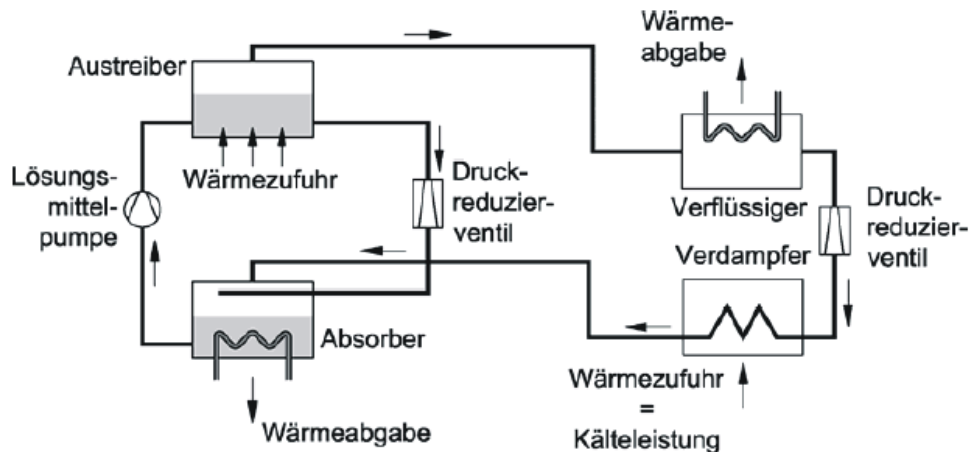 Austreiber
Wärmezufuhr
Lösungs-
mittel-
pumpe
Druck-
reduzier-
ventil
Absorber
Wärmeabgabe
Wärme-
abgabe
Verflüssiger
Druck-
reduzier-
ventil
Verdampfer
Wärmezufuhr
=
Kälteleistung